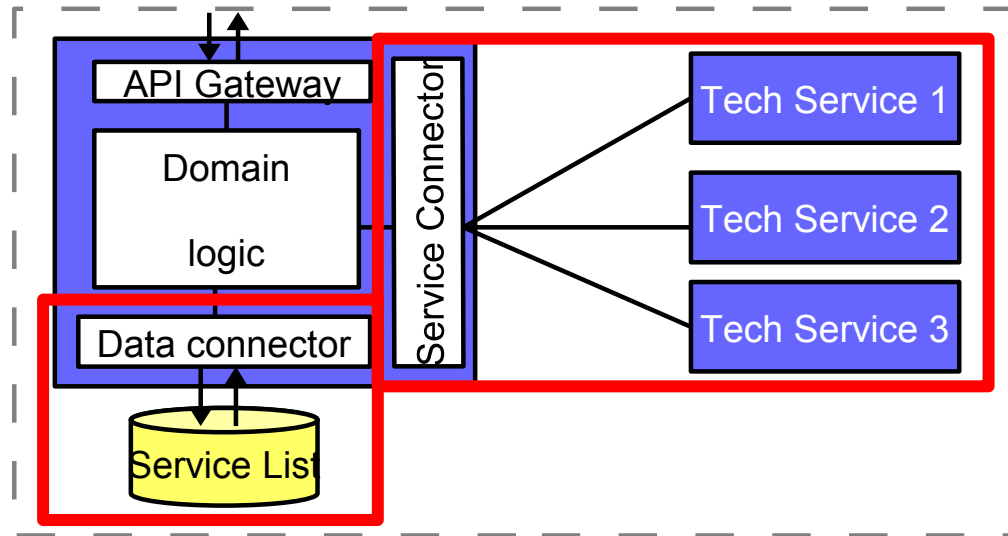 API Gateway
Domain
logic
Service Connector
Data connector
Service List
Tech Service 1
Tech Service 2
Tech Service 3